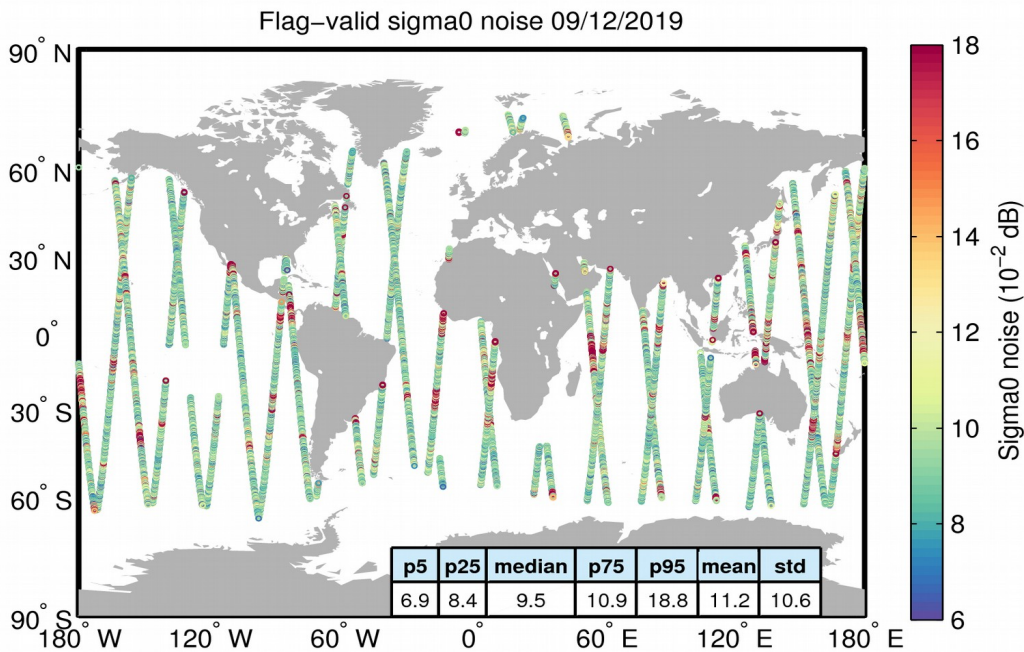 Flag−valid sigma0 noise 09/12/2019
90° N
60° N
30° N
0°
30° S
60° S
90° S
180° W
120° W
60° W
0°
60° E
120° E
180° E
p5 p25 median p75 p95 mean std
6.9 8.4 9.5 10.9 18.8 11.2 10.6
18
16
14
12
10
8
6
Sigma0 noise (10⁻² dB)